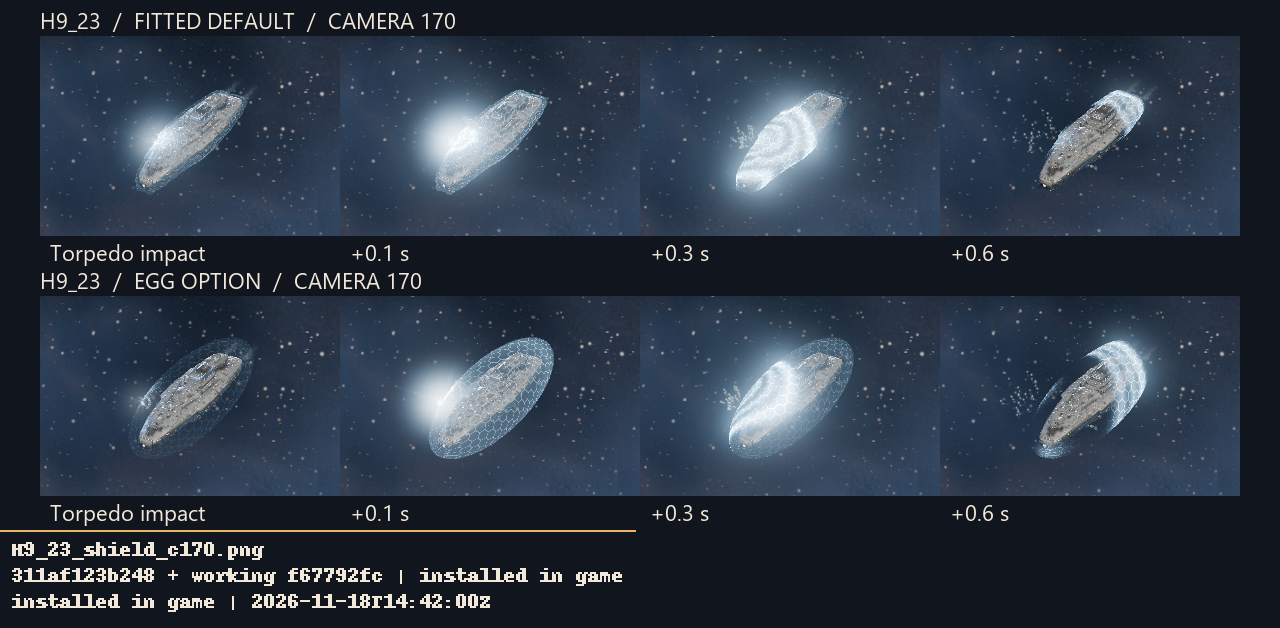 H9_23 / FITTED DEFAULT / CAMERA 170
Torpedo impact +0.1 s +0.3 s +0.6 s
H9_23 / EGG OPTION / CAMERA 170
Torpedo impact +0.1 s +0.3 s +0.6 s
H9_23_shield_c170.png
311af123b248 + working f67792fc | installed in game
installed in game | 2026-11-18T14:42:00Z